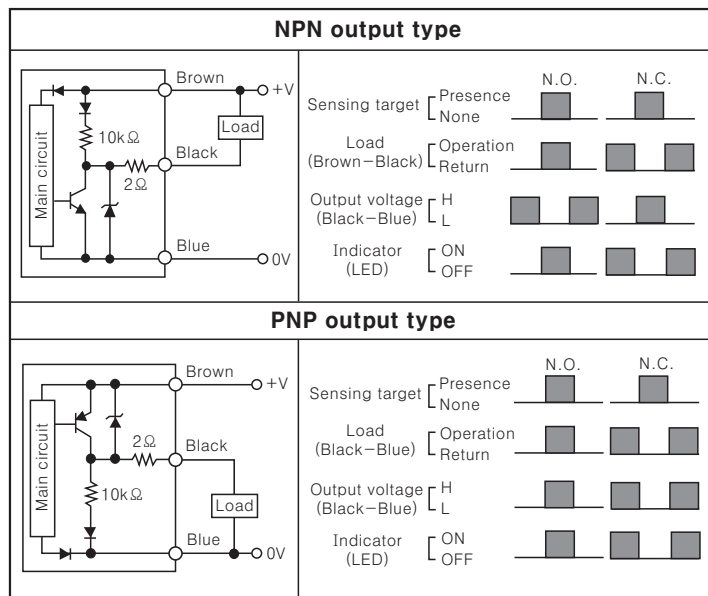 NPN output type
Main circuit
10kΩ
2Ω
Brown
Black
Blue
Load
+V
0V
N.O. N.C.
Sensing target Presence
None
Load
(Brown-Black) Operation
Return
Output voltage
(Black-Blue) H
L
Indicator
(LED) ON
OFF
PNP output type
Main circuit
2Ω
10kΩ
Brown
Black
Blue
Load
+V
0V
N.O. N.C.
Sensing target Presence
None
Load
(Black-Blue) Operation
Return
Output voltage
(Black-Blue) H
L
Indicator
(LED) ON
OFF